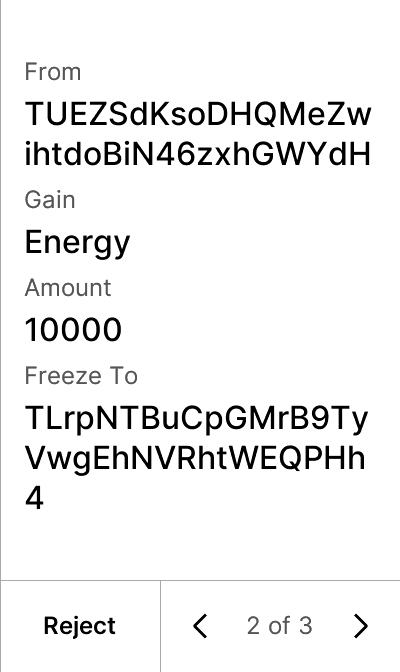 From
TUEZSdKsoDHQMeZw
ihtdoBiN46zxhGWYdH
Gain
Energy
Amount
10000
Freeze To
TLrpNTBuCpGMrB9Ty
VwgEhNVRhtWEQPHh
4
Reject
2 of 3